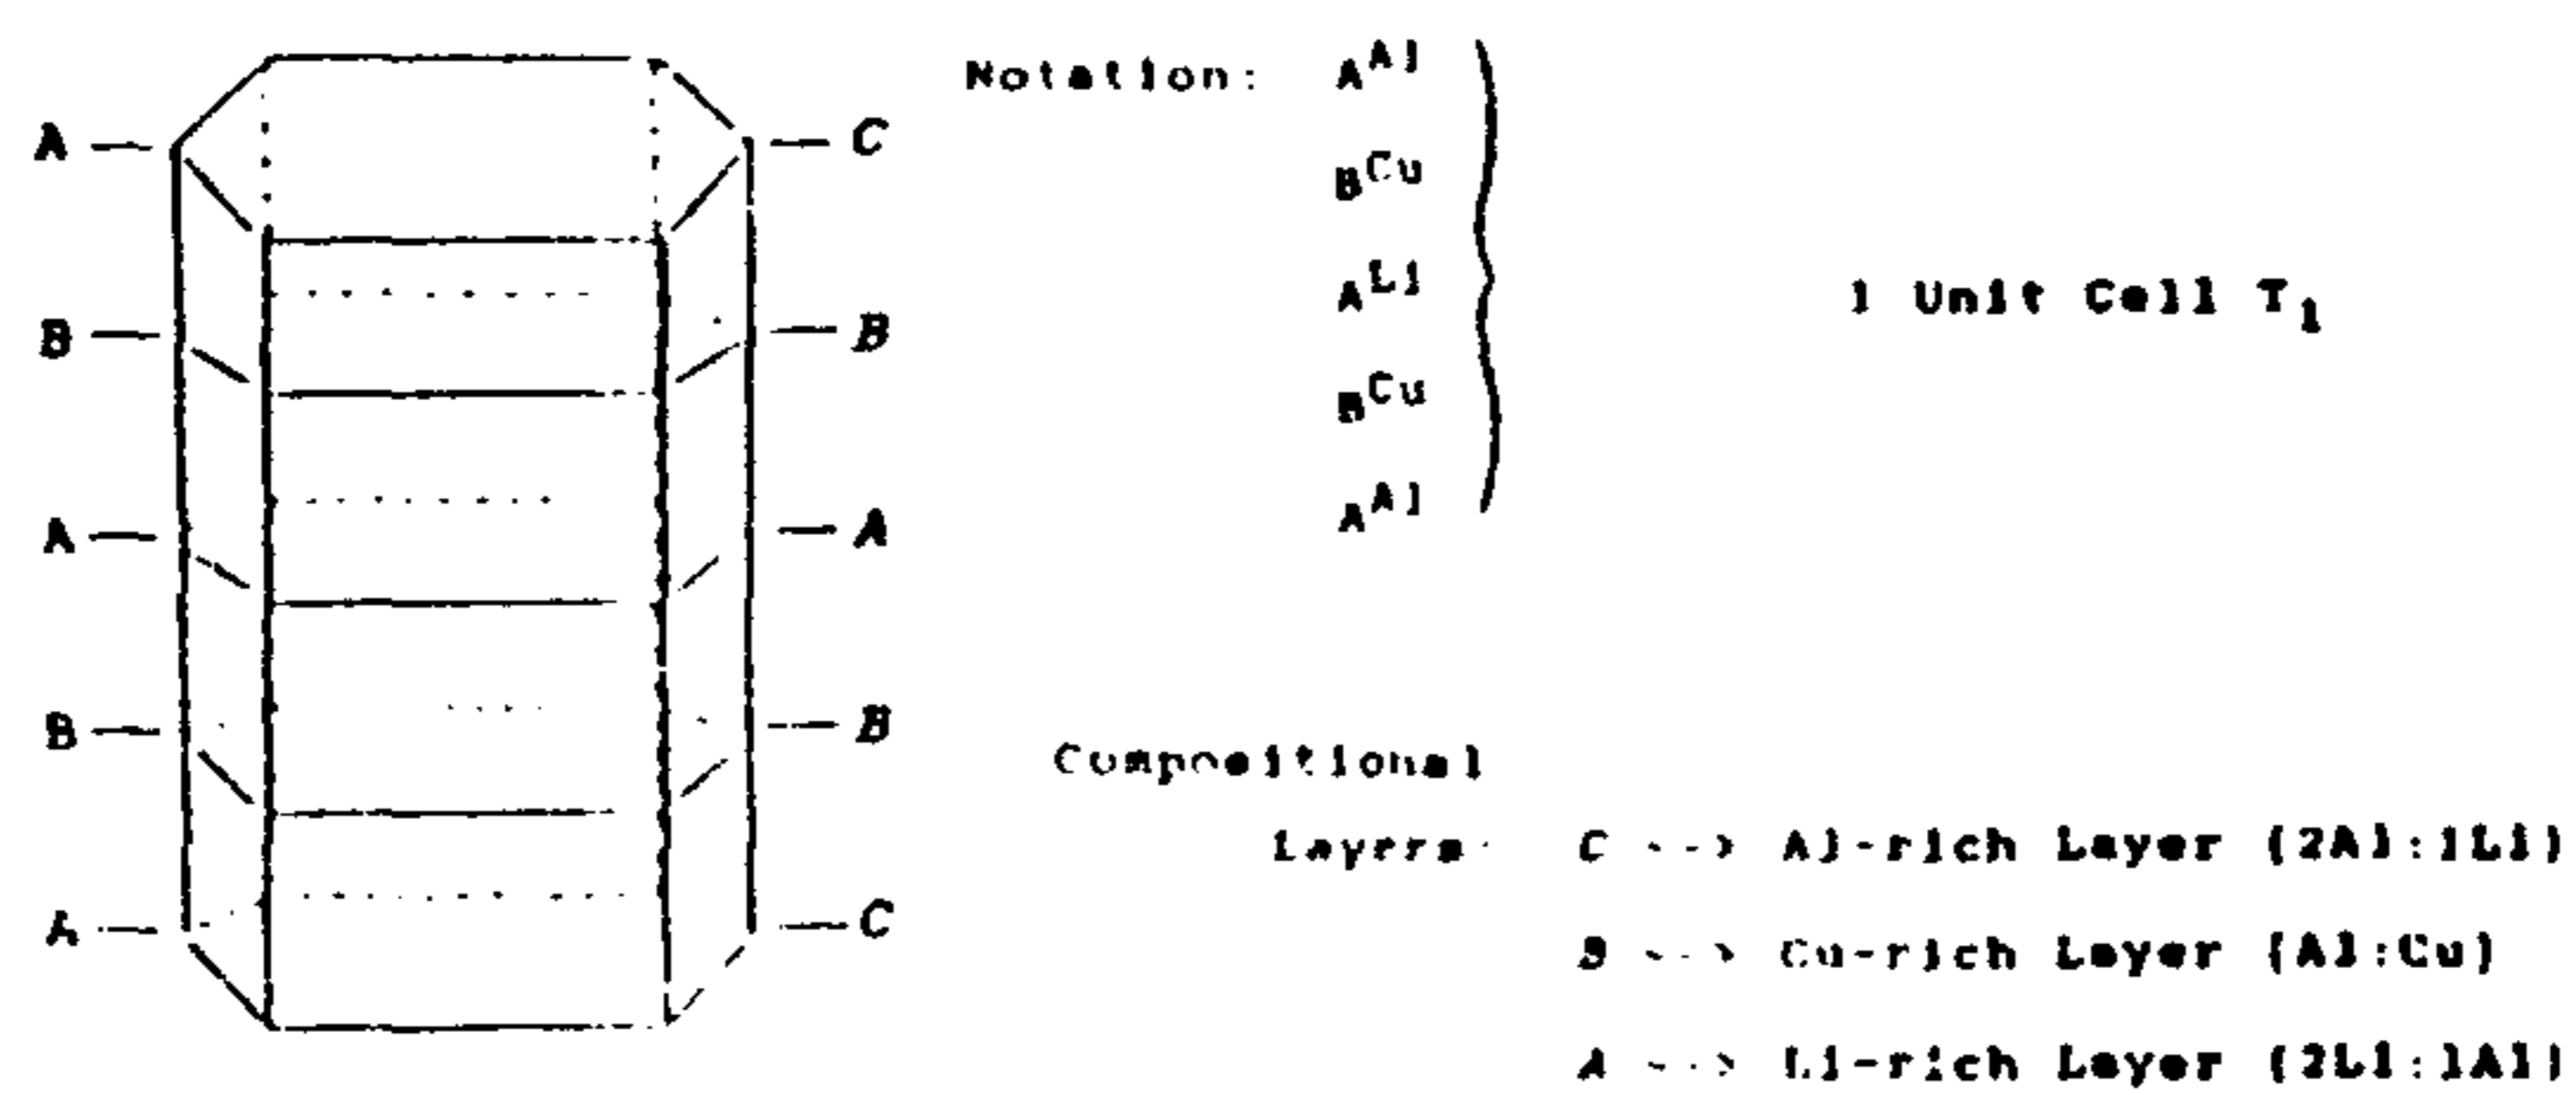 A — — C Notation: A^Al
B^Cu
A^Li 1 Unit Cell T_1
B — — B
B^Cu
A — — A A^Al
B — — B
Compositional
Layers: C --> Al-rich Layer (2Al:1Li)
A — — C
B --> Cu-rich Layer (Al:Cu)
A --> Li-rich Layer (2Li:1Al)